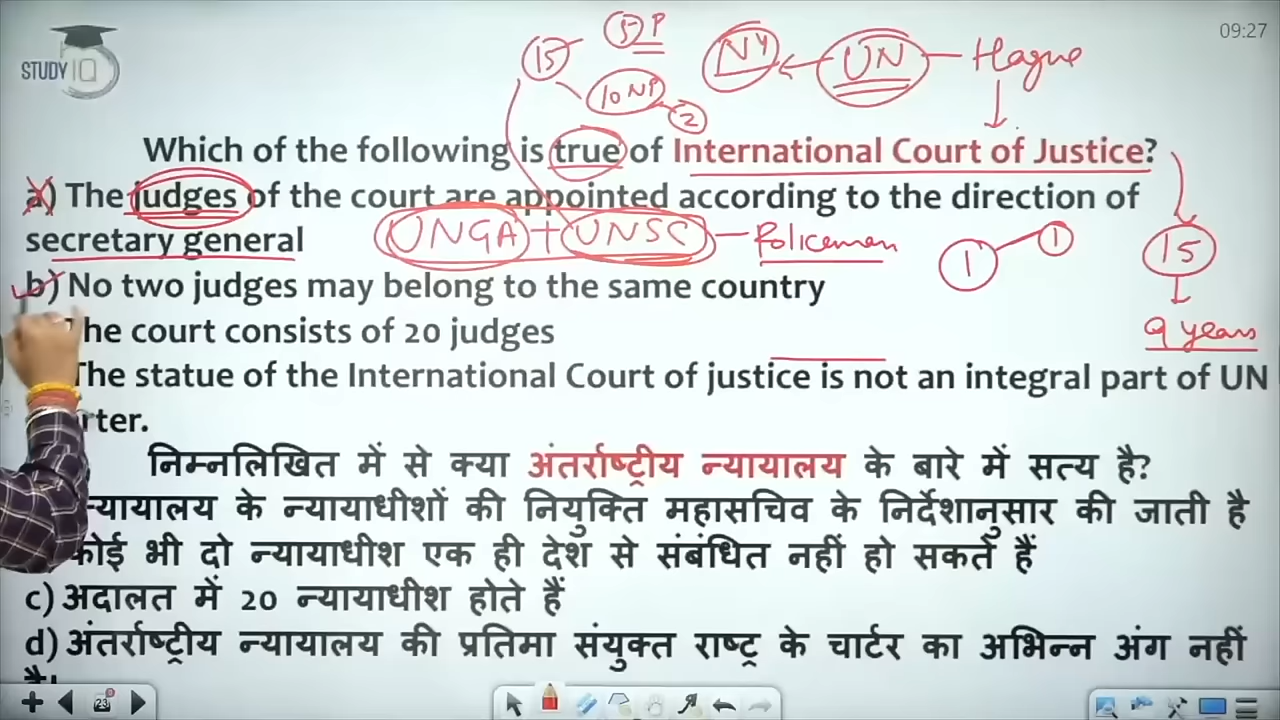 09:27
STUDY IQ
15 5 P
10 NP 2
NY UN Hague
Which of the following is true of International Court of Justice?
a) The judges of the court are appointed according to the direction of
secretary general
UNGA + UNSC Policeman
1 1
15
9 years
b) No two judges may belong to the same country
The court consists of 20 judges
The statue of the International Court of justice is not an integral part of UN
rter.
निम्नलिखित में से क्या अंतर्राष्ट्रीय न्यायालय के बारे में सत्य है?
न्यायालय के न्यायाधीशों की नियुक्ति महासचिव के निर्देशानुसार की जाती है
कोई भी दो न्यायाधीश एक ही देश से संबंधित नहीं हो सकते हैं
c) अदालत में 20 न्यायाधीश होते हैं
d) अंतर्राष्ट्रीय न्यायालय की प्रतिमा संयुक्त राष्ट्र के चार्टर का अभिन्न अंग नहीं
है।
23